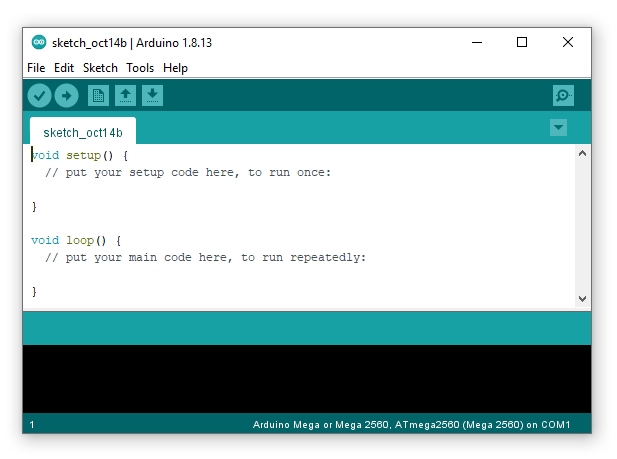 sketch_oct14b | Arduino 1.8.13
File Edit Sketch Tools Help
sketch_oct14b
void setup() {
  // put your setup code here, to run once:
}
void loop() {
  // put your main code here, to run repeatedly:
}
1 Arduino Mega or Mega 2560, ATmega2560 (Mega 2560) on COM1